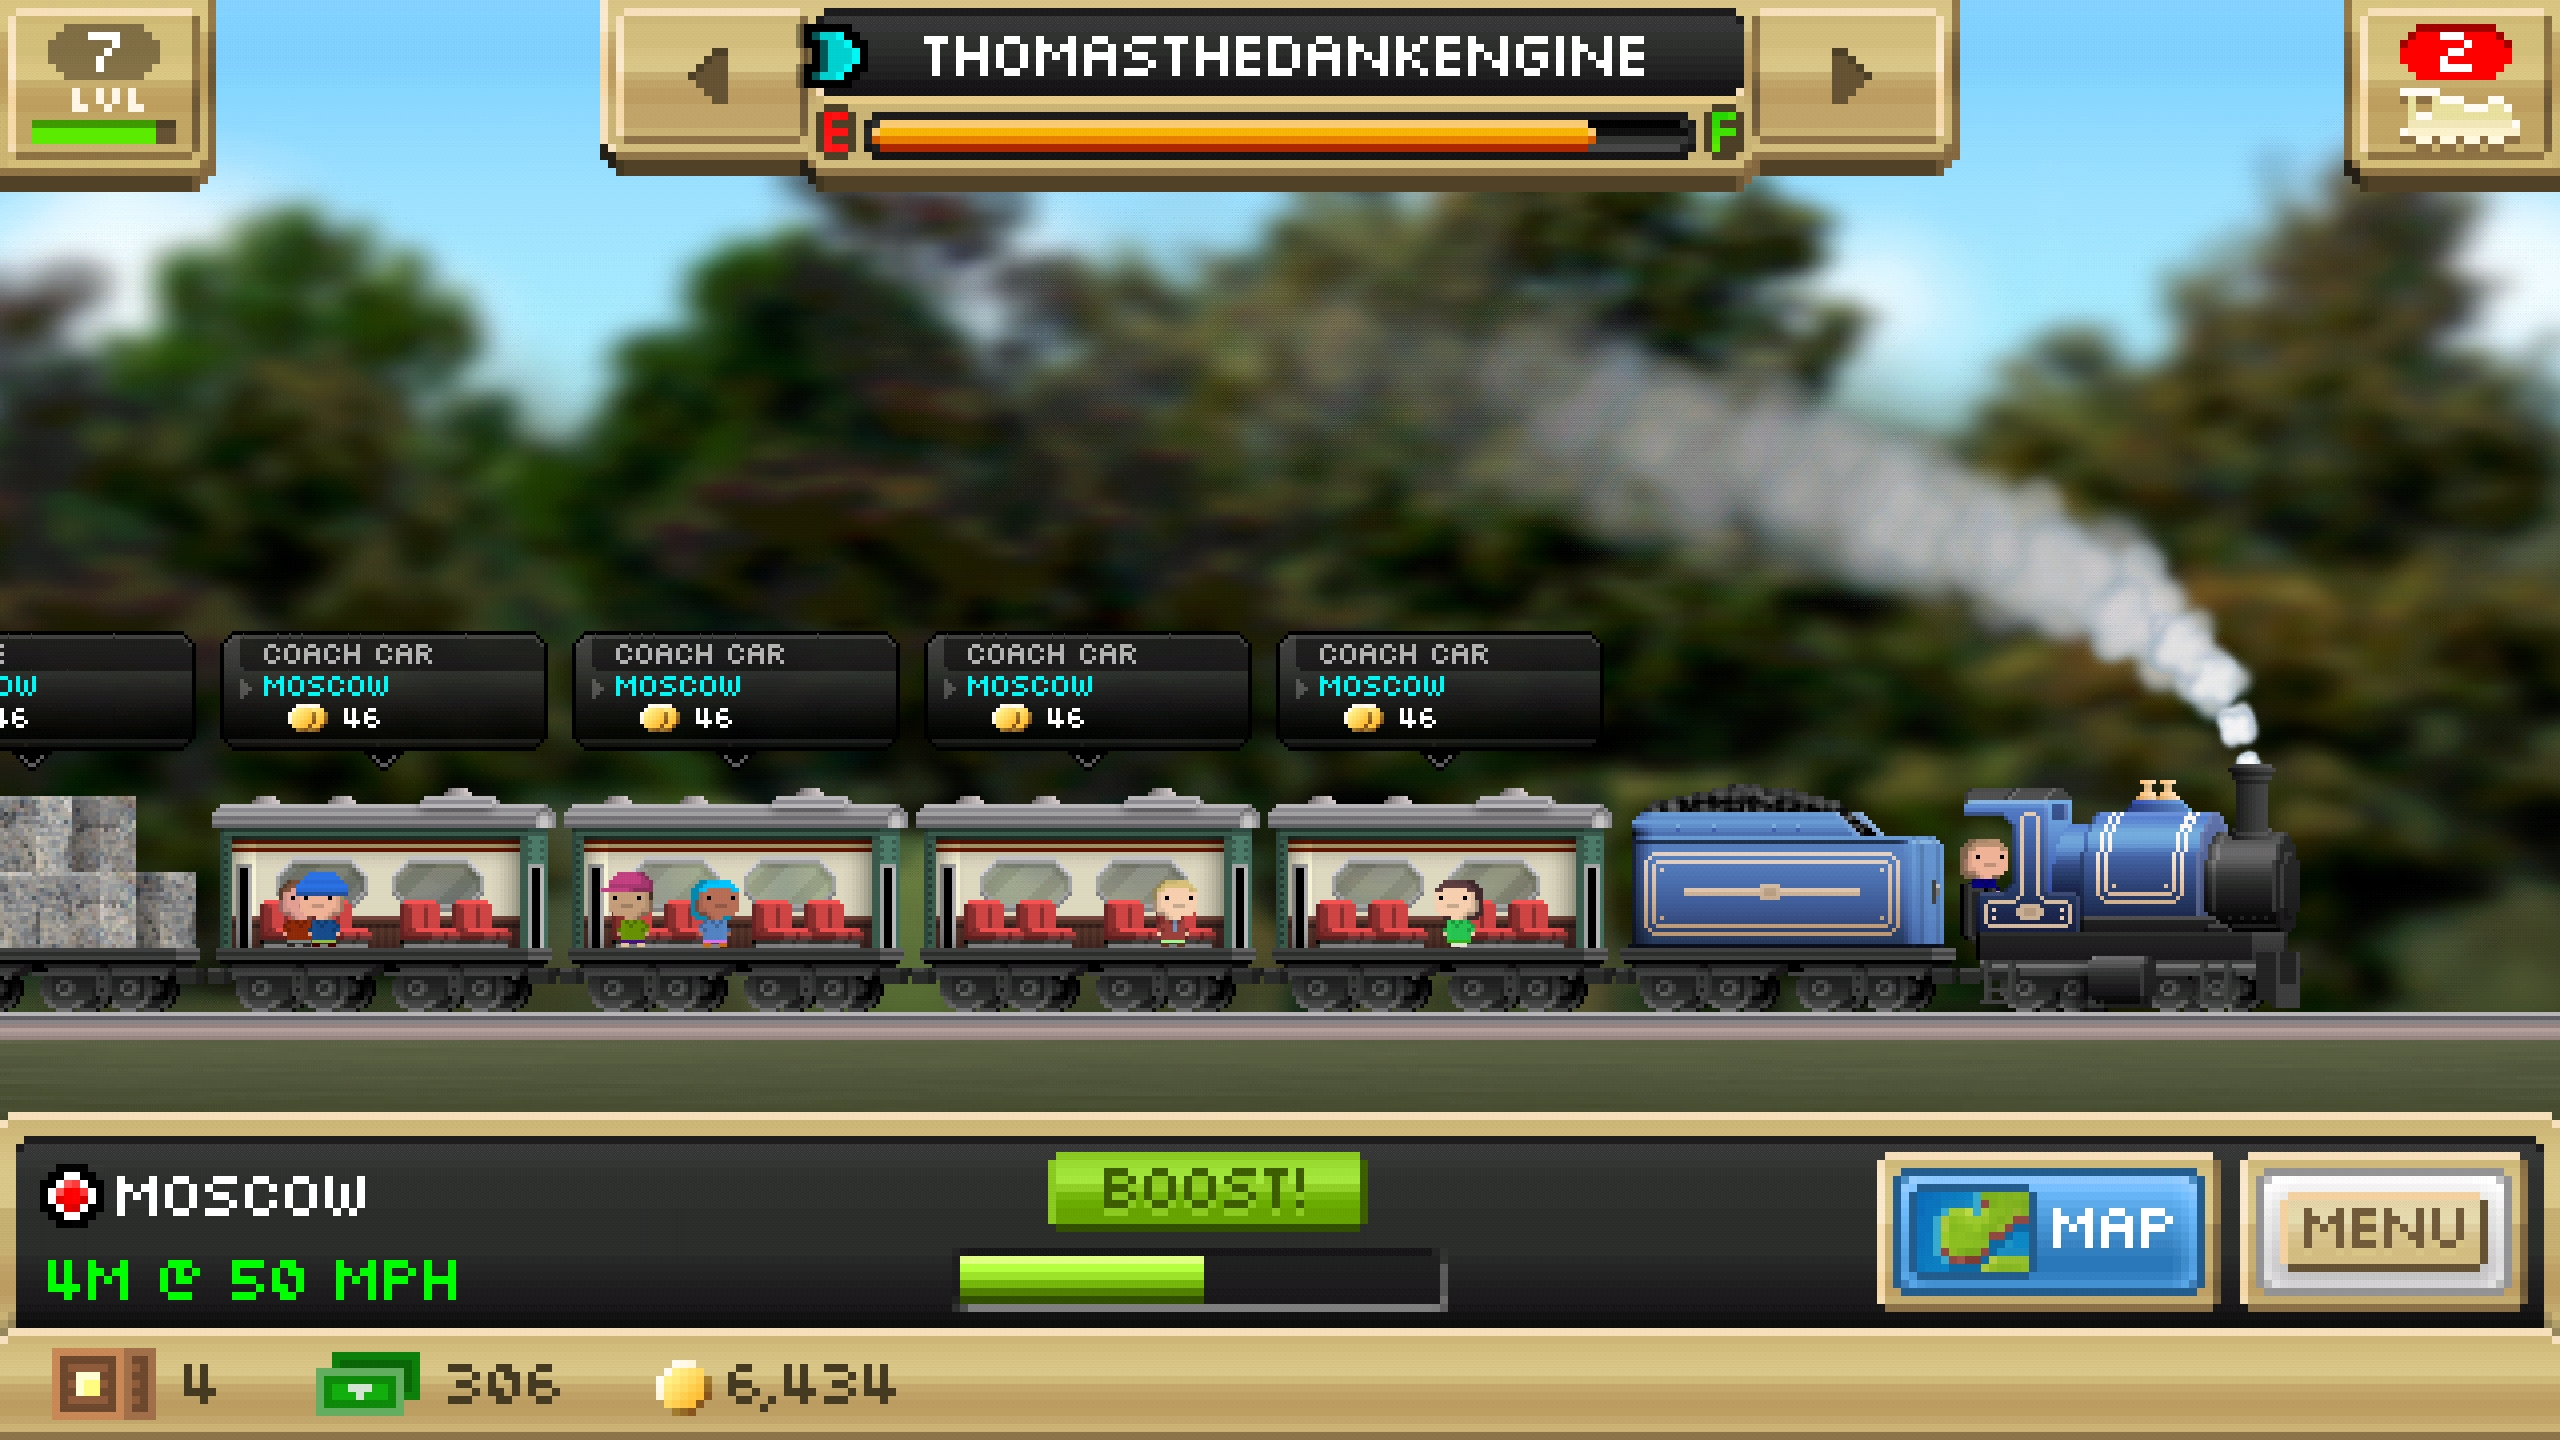 7
LVL
THOMASTHEDANKENGINE
E
F
2
COACH CAR
MOSCOW
46
COACH CAR
MOSCOW
46
COACH CAR
MOSCOW
46
COACH CAR
MOSCOW
46
MOSCOW
4M @ 50 MPH
BOOST!
MAP
MENU
4
306
6,434